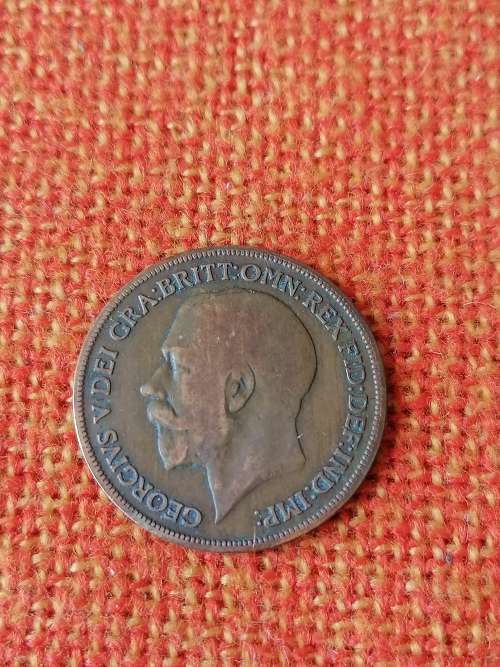 GEORGIVS V DEI GRA: BRITT: OMN: REX FID: DEF: IND: IMP: